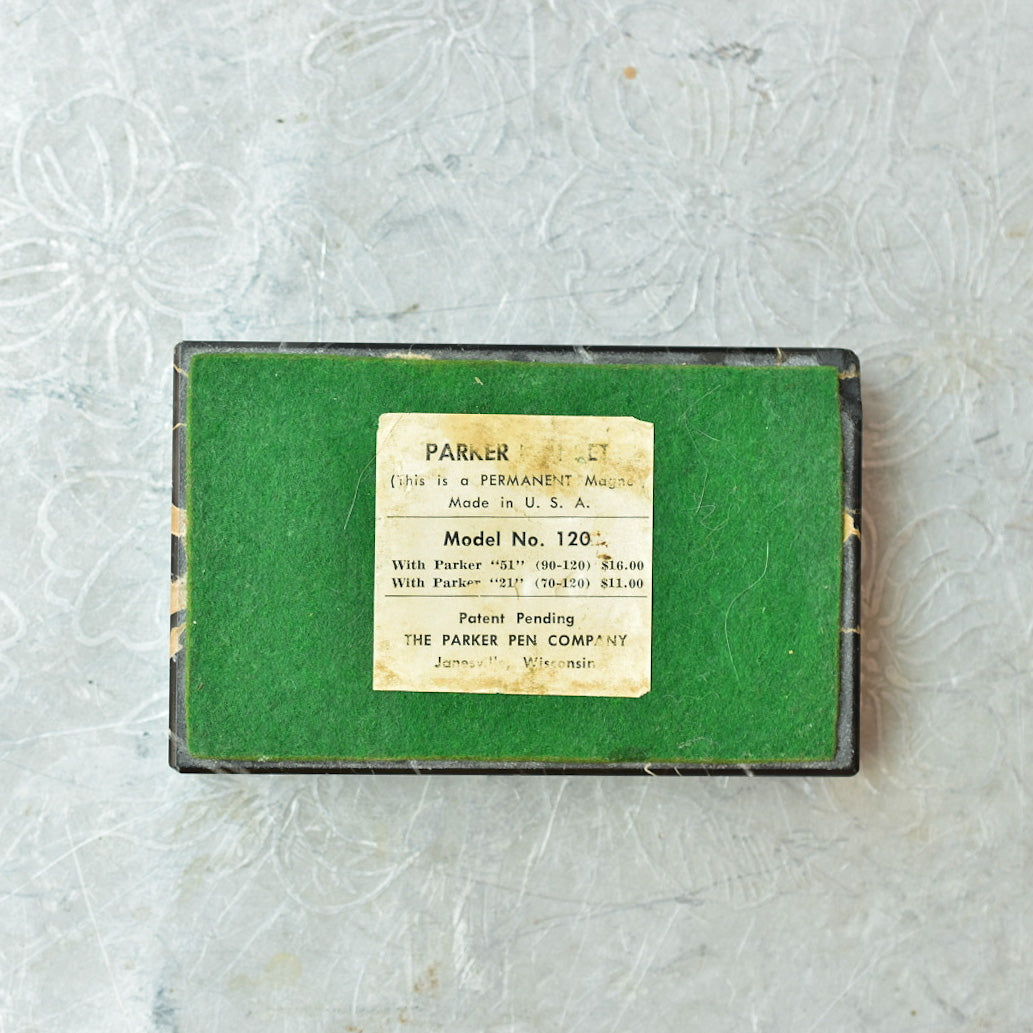 PARKER
(This is a PERMANENT Magnet)
Made in U. S. A.
Model No. 120
With Parker "51" (90-120) $16.00
With Parker "21" (70-120) $11.00
Patent Pending
THE PARKER PEN COMPANY
Janesville, Wisconsin